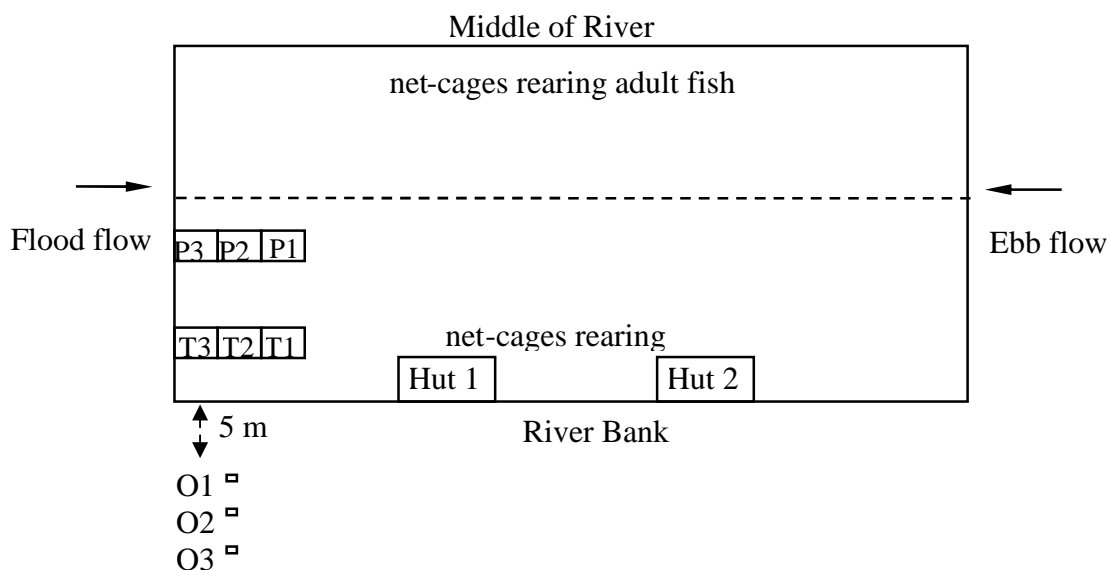 Middle of River
net-cages rearing adult fish
Flood flow
Ebb flow
P3 P2 P1
T3 T2 T1
net-cages rearing
Hut 1
Hut 2
5 m
River Bank
O1
O2
O3